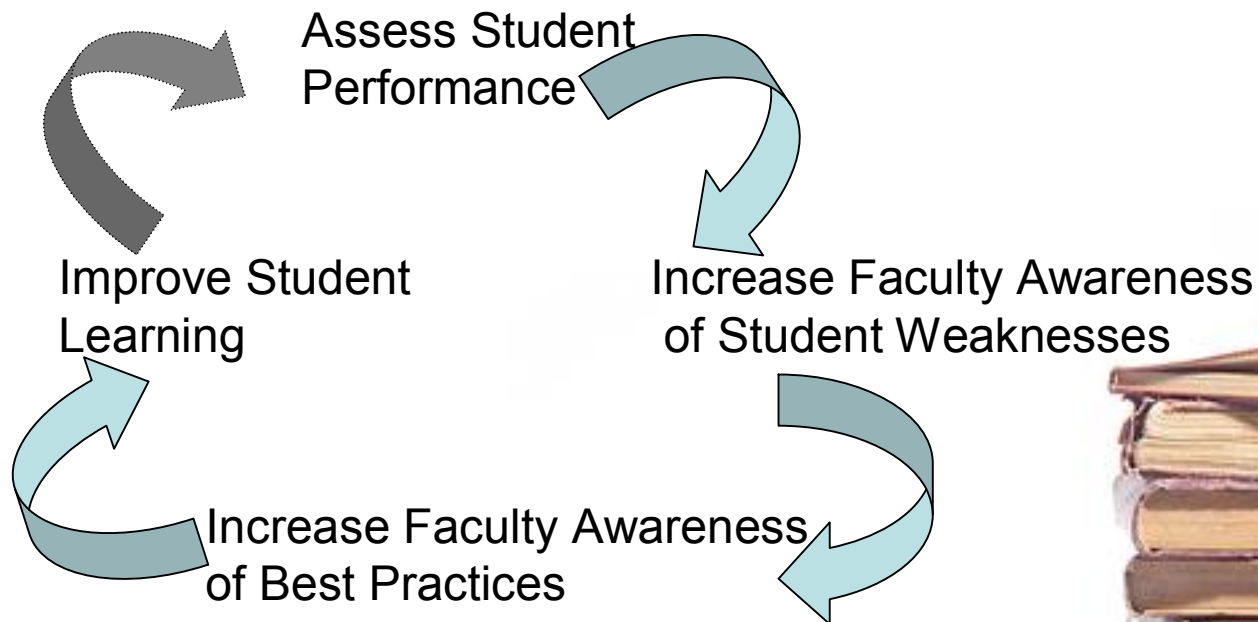 Assess Student
Performance
Increase Faculty Awareness
of Student Weaknesses
Increase Faculty Awareness
of Best Practices
Improve Student
Learning